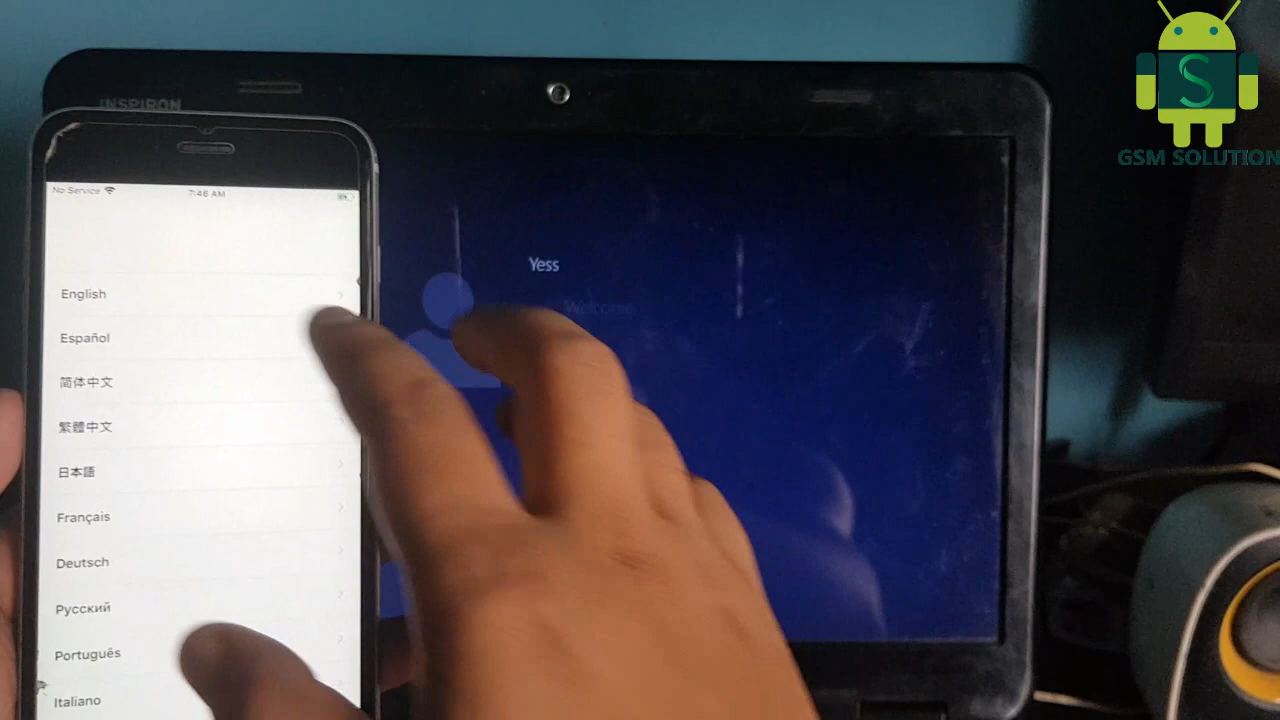 GSM SOLUTION
INSPIRON
No Service
7:46 AM
English
Español
简体中文
繁體中文
日本語
Français
Deutsch
Русский
Português
Italiano
Yess
Welcome